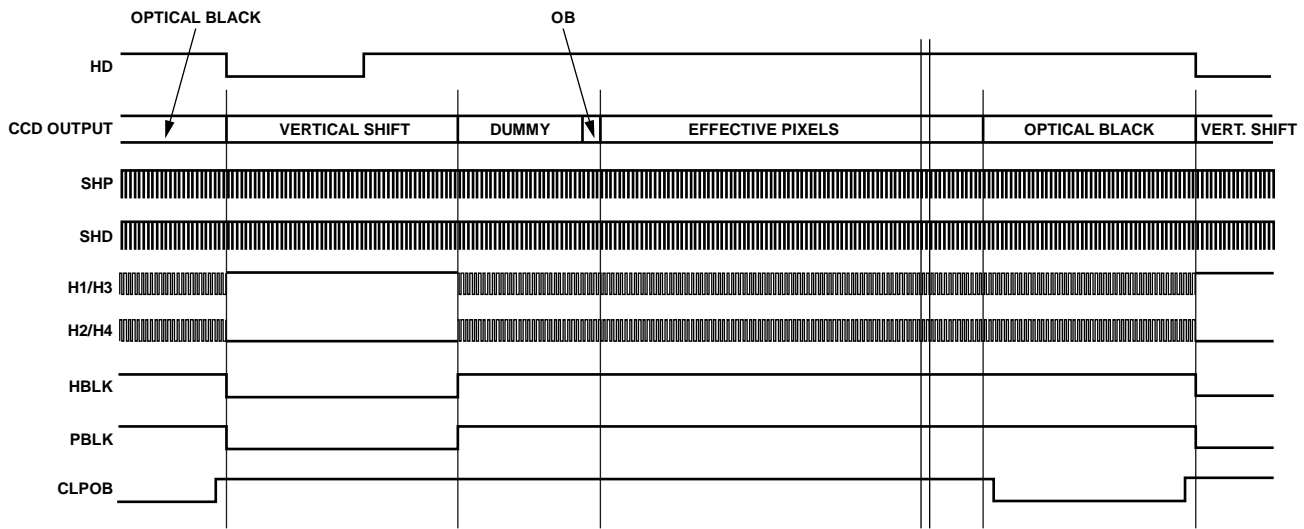 OPTICAL BLACK
OB
HD
CCD OUTPUT
VERTICAL SHIFT
DUMMY
EFFECTIVE PIXELS
OPTICAL BLACK
VERT. SHIFT
SHP
SHD
H1/H3
H2/H4
HBLK
PBLK
CLPOB